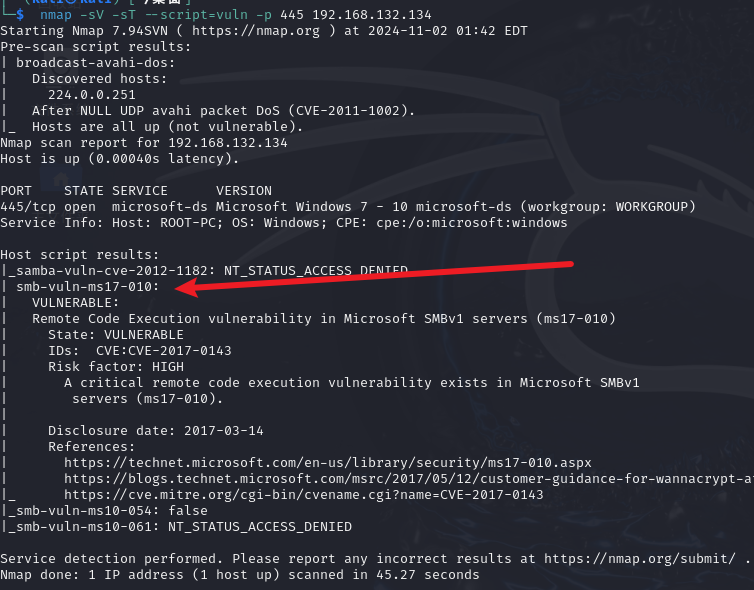 nmap -sV -sT --script=vuln -p 445 192.168.132.134
Starting Nmap 7.94SVN ( https://nmap.org ) at 2024-11-02 01:42 EDT
Pre-scan script results:
| broadcast-avahi-dos:
|   Discovered hosts:
|     224.0.0.251
|   After NULL UDP avahi packet DoS (CVE-2011-1002).
|_  Hosts are all up (not vulnerable).
Nmap scan report for 192.168.132.134
Host is up (0.00040s latency).
PORT    STATE SERVICE      VERSION
445/tcp open  microsoft-ds Microsoft Windows 7 - 10 microsoft-ds (workgroup: WORKGROUP)
Service Info: Host: ROOT-PC; OS: Windows; CPE: cpe:/o:microsoft:windows
Host script results:
|_samba-vuln-cve-2012-1182: NT_STATUS_ACCESS_DENIED
| smb-vuln-ms17-010:
|   VULNERABLE:
|   Remote Code Execution vulnerability in Microsoft SMBv1 servers (ms17-010)
|     State: VULNERABLE
|     IDs:  CVE:CVE-2017-0143
|     Risk factor: HIGH
|       A critical remote code execution vulnerability exists in Microsoft SMBv1
|        servers (ms17-010).
|
|     Disclosure date: 2017-03-14
|     References:
|       https://technet.microsoft.com/en-us/library/security/ms17-010.aspx
|       https://blogs.technet.microsoft.com/msrc/2017/05/12/customer-guidance-for-wannacrypt-a
|_      https://cve.mitre.org/cgi-bin/cvename.cgi?name=CVE-2017-0143
|_smb-vuln-ms10-054: false
|_smb-vuln-ms10-061: NT_STATUS_ACCESS_DENIED
Service detection performed. Please report any incorrect results at https://nmap.org/submit/ .
Nmap done: 1 IP address (1 host up) scanned in 45.27 seconds